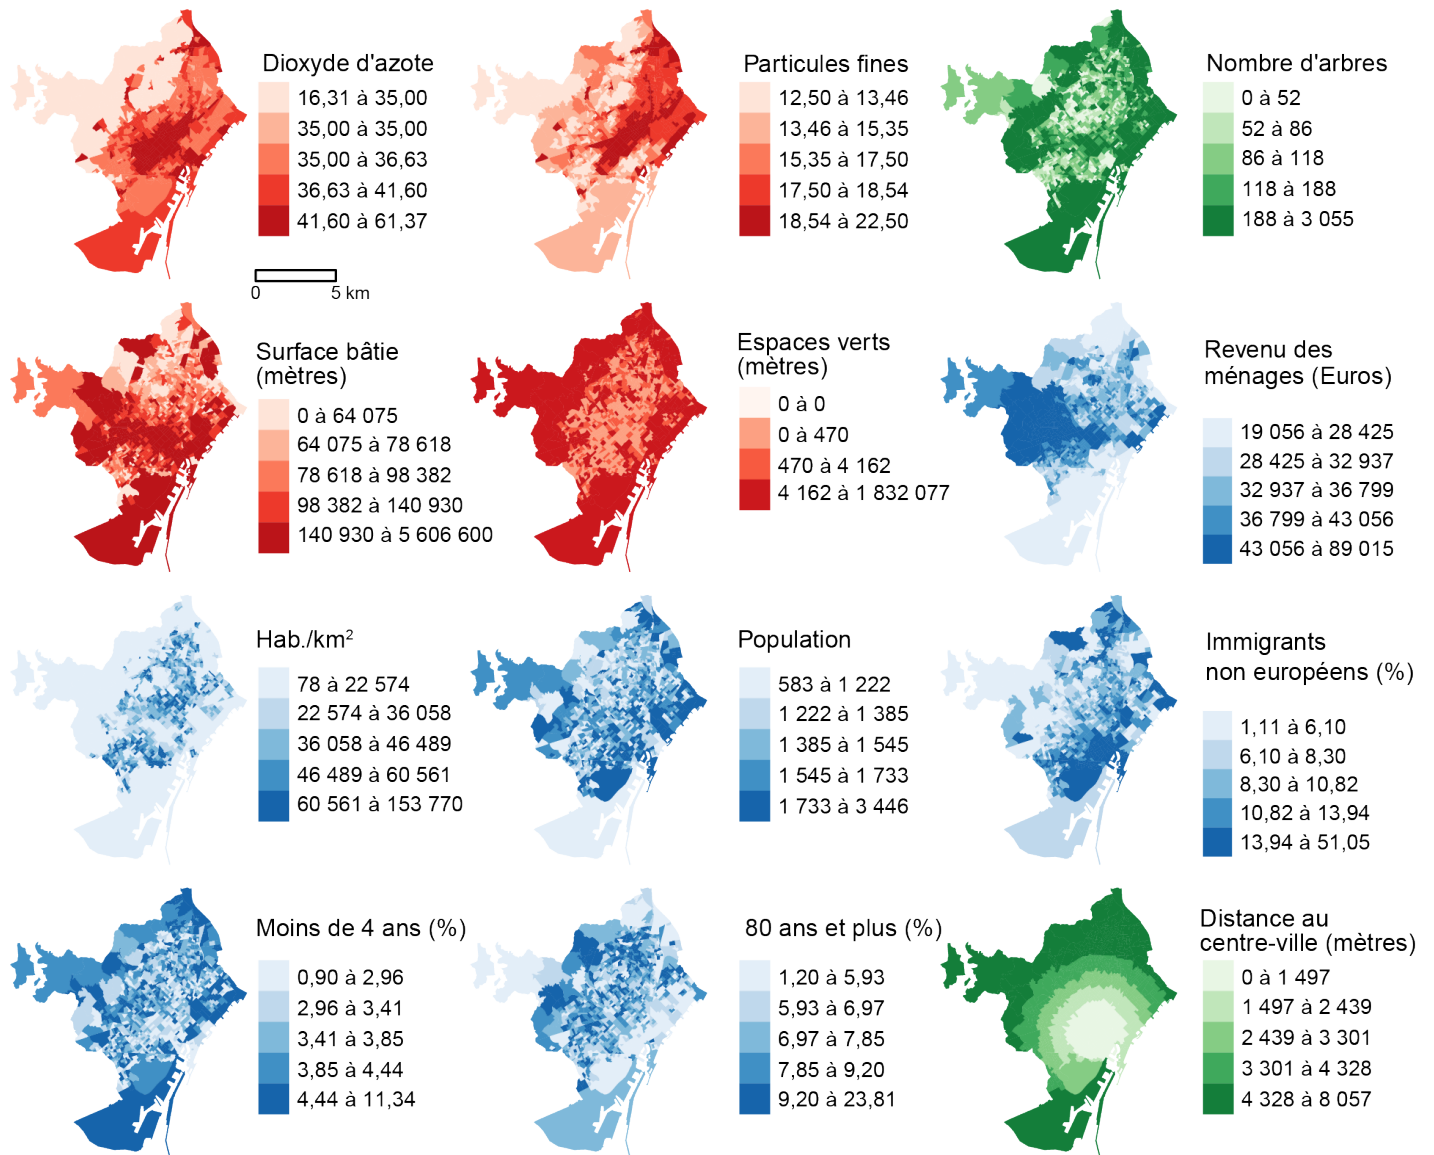 Dioxyde d'azote
16,31 à 35,00
35,00 à 35,00
35,00 à 36,63
36,63 à 41,60
41,60 à 61,37
0 5 km
Particules fines
12,50 à 13,46
13,46 à 15,35
15,35 à 17,50
17,50 à 18,54
18,54 à 22,50
Nombre d'arbres
0 à 52
52 à 86
86 à 118
118 à 188
188 à 3 055
Surface bâtie
(mètres)
0 à 64 075
64 075 à 78 618
78 618 à 98 382
98 382 à 140 930
140 930 à 5 606 600
Espaces verts
(mètres)
0 à 0
0 à 470
470 à 4 162
4 162 à 1 832 077
Revenu des
ménages (Euros)
19 056 à 28 425
28 425 à 32 937
32 937 à 36 799
36 799 à 43 056
43 056 à 89 015
Hab./km²
78 à 22 574
22 574 à 36 058
36 058 à 46 489
46 489 à 60 561
60 561 à 153 770
Population
583 à 1 222
1 222 à 1 385
1 385 à 1 545
1 545 à 1 733
1 733 à 3 446
Immigrants
non européens (%)
1,11 à 6,10
6,10 à 8,30
8,30 à 10,82
10,82 à 13,94
13,94 à 51,05
Moins de 4 ans (%)
0,90 à 2,96
2,96 à 3,41
3,41 à 3,85
3,85 à 4,44
4,44 à 11,34
80 ans et plus (%)
1,20 à 5,93
5,93 à 6,97
6,97 à 7,85
7,85 à 9,20
9,20 à 23,81
Distance au
centre-ville (mètres)
0 à 1 497
1 497 à 2 439
2 439 à 3 301
3 301 à 4 328
4 328 à 8 057